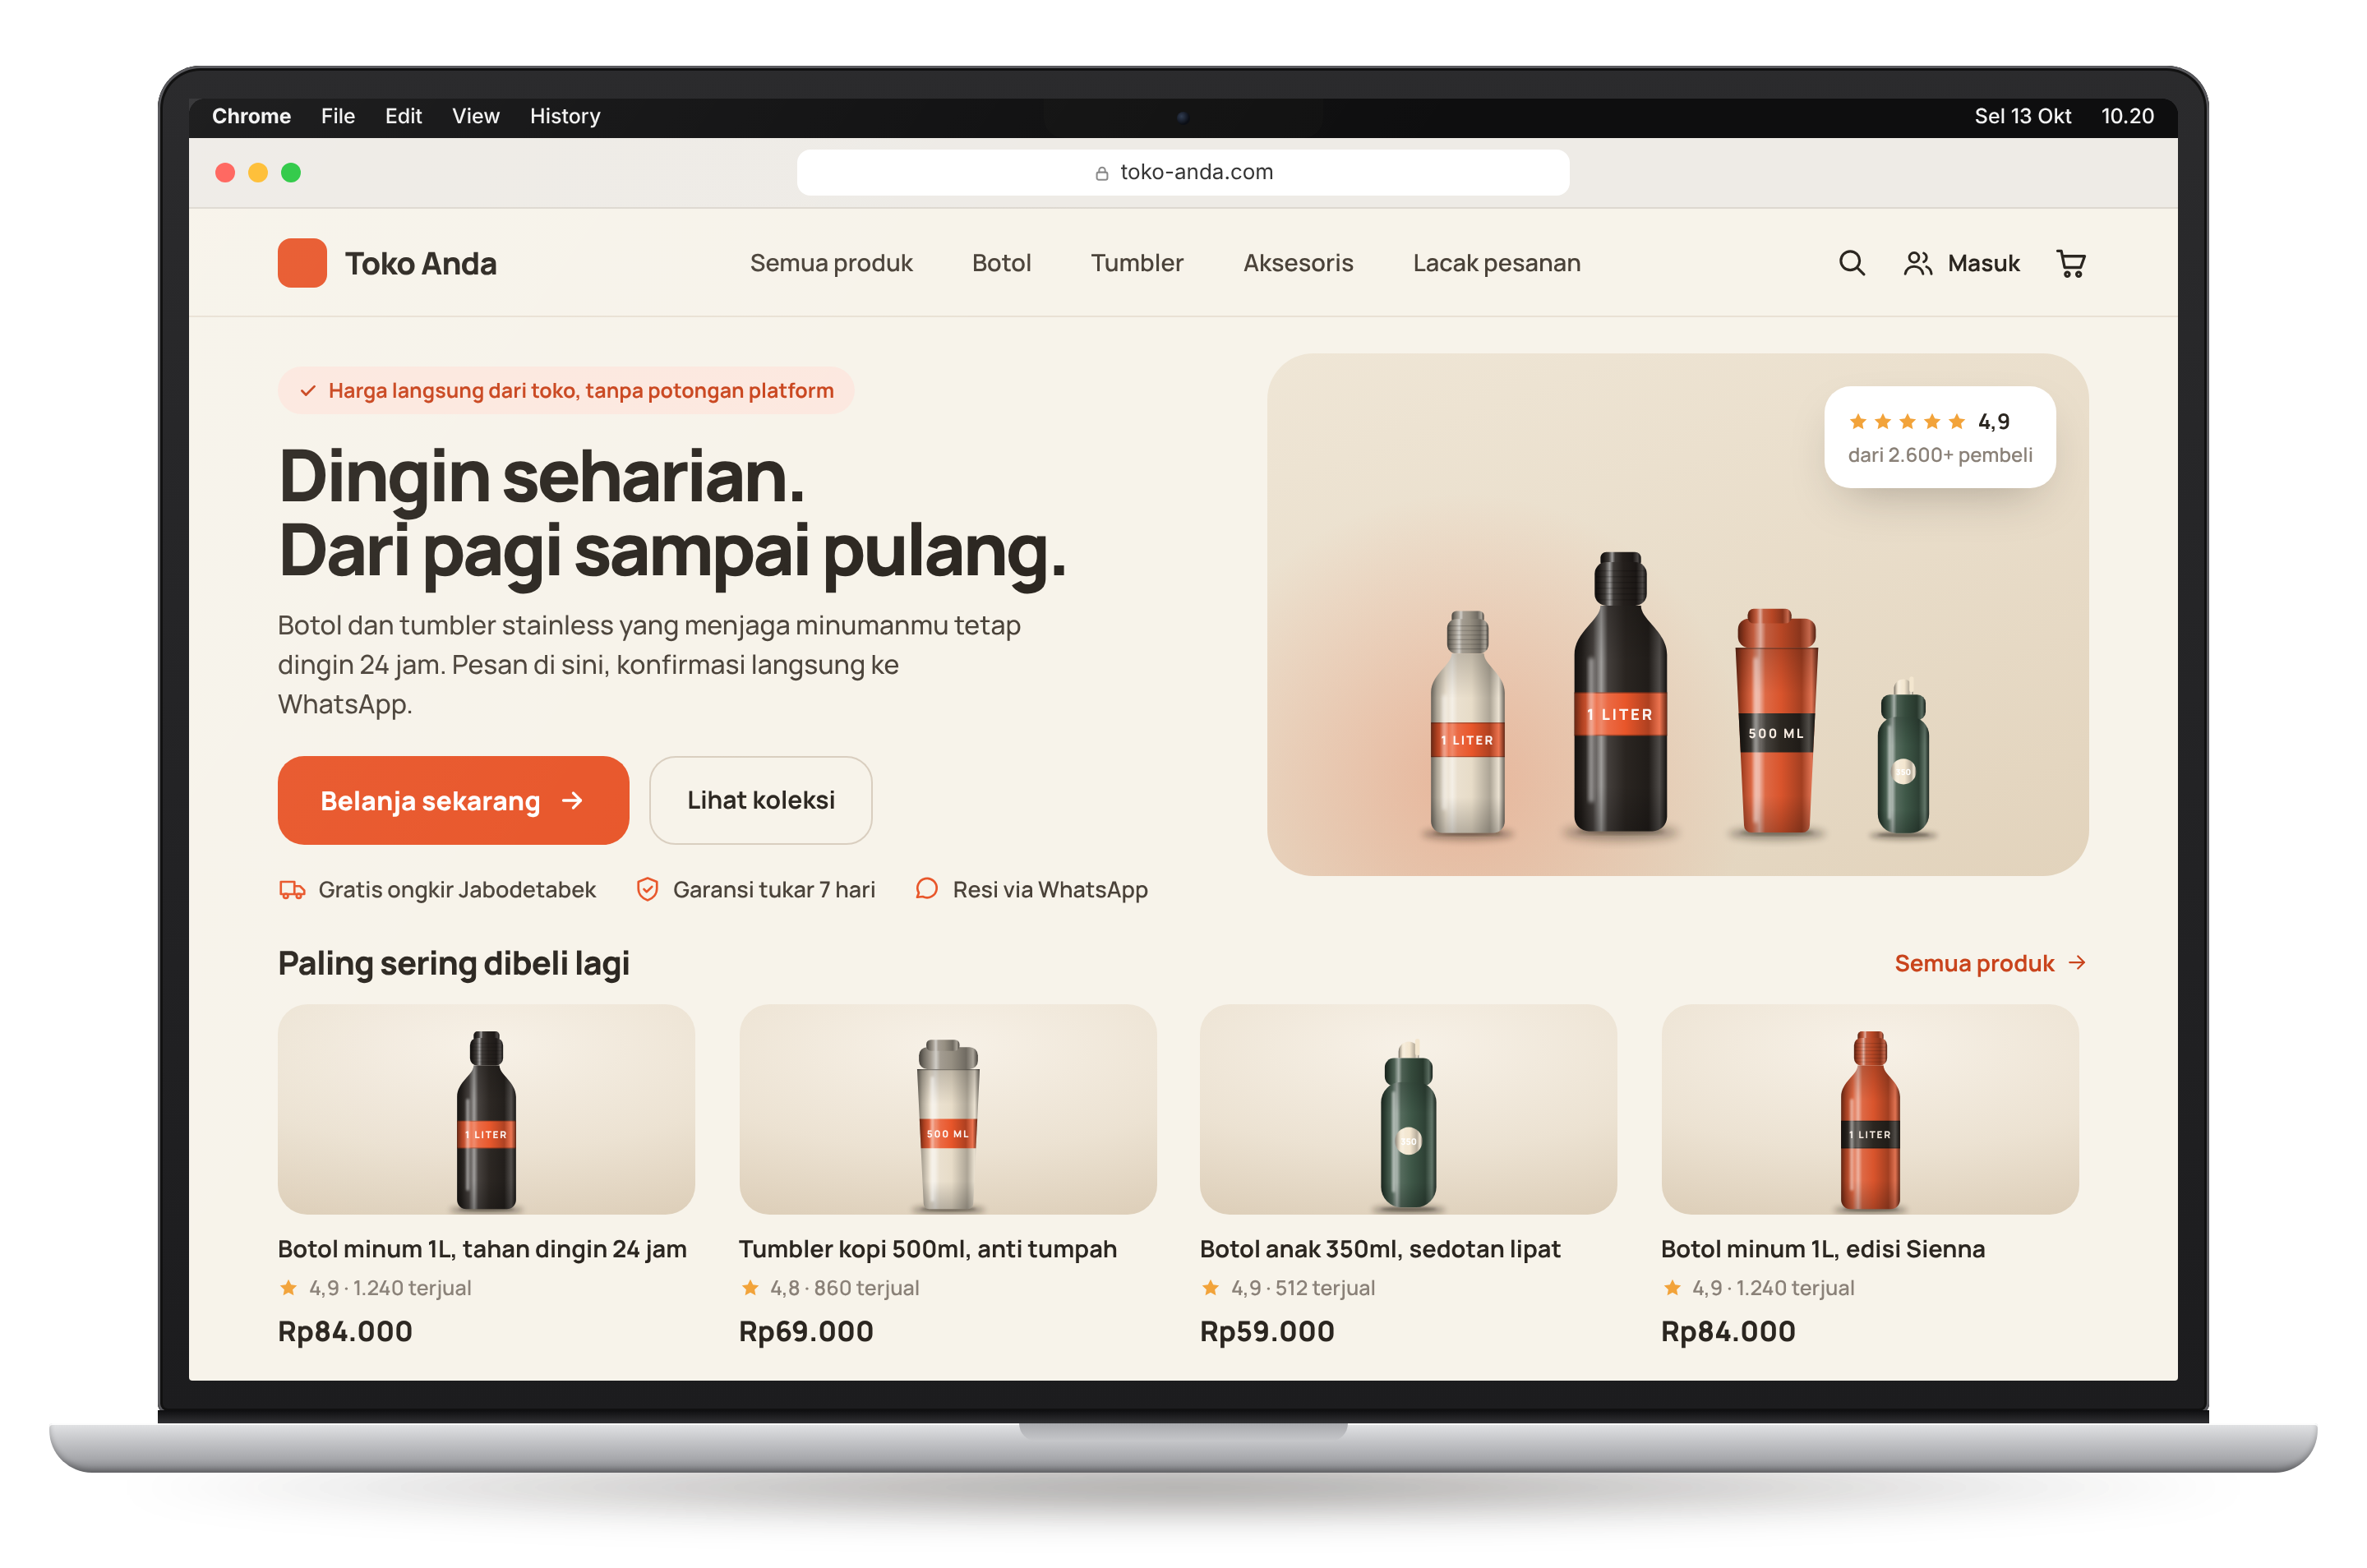 Chrome File Edit View History
Sel 13 Okt 10.20
toko-anda.com
Toko Anda
Semua produk Botol Tumbler Aksesoris Lacak pesanan
Masuk
Harga langsung dari toko, tanpa potongan platform
Dingin seharian.
Dari pagi sampai pulang.
Botol dan tumbler stainless yang menjaga minumanmu tetap
dingin 24 jam. Pesan di sini, konfirmasi langsung ke
WhatsApp.
Belanja sekarang
Lihat koleksi
Gratis ongkir Jabodetabek
Garansi tukar 7 hari
Resi via WhatsApp
4,9
dari 2.600+ pembeli
1 LITER
1 LITER
500 ML
350
Paling sering dibeli lagi
Semua produk
1 LITER
Botol minum 1L, tahan dingin 24 jam
4,9 · 1.240 terjual
Rp84.000
500 ML
Tumbler kopi 500ml, anti tumpah
4,8 · 860 terjual
Rp69.000
350
Botol anak 350ml, sedotan lipat
4,9 · 512 terjual
Rp59.000
1 LITER
Botol minum 1L, edisi Sienna
4,9 · 1.240 terjual
Rp84.000